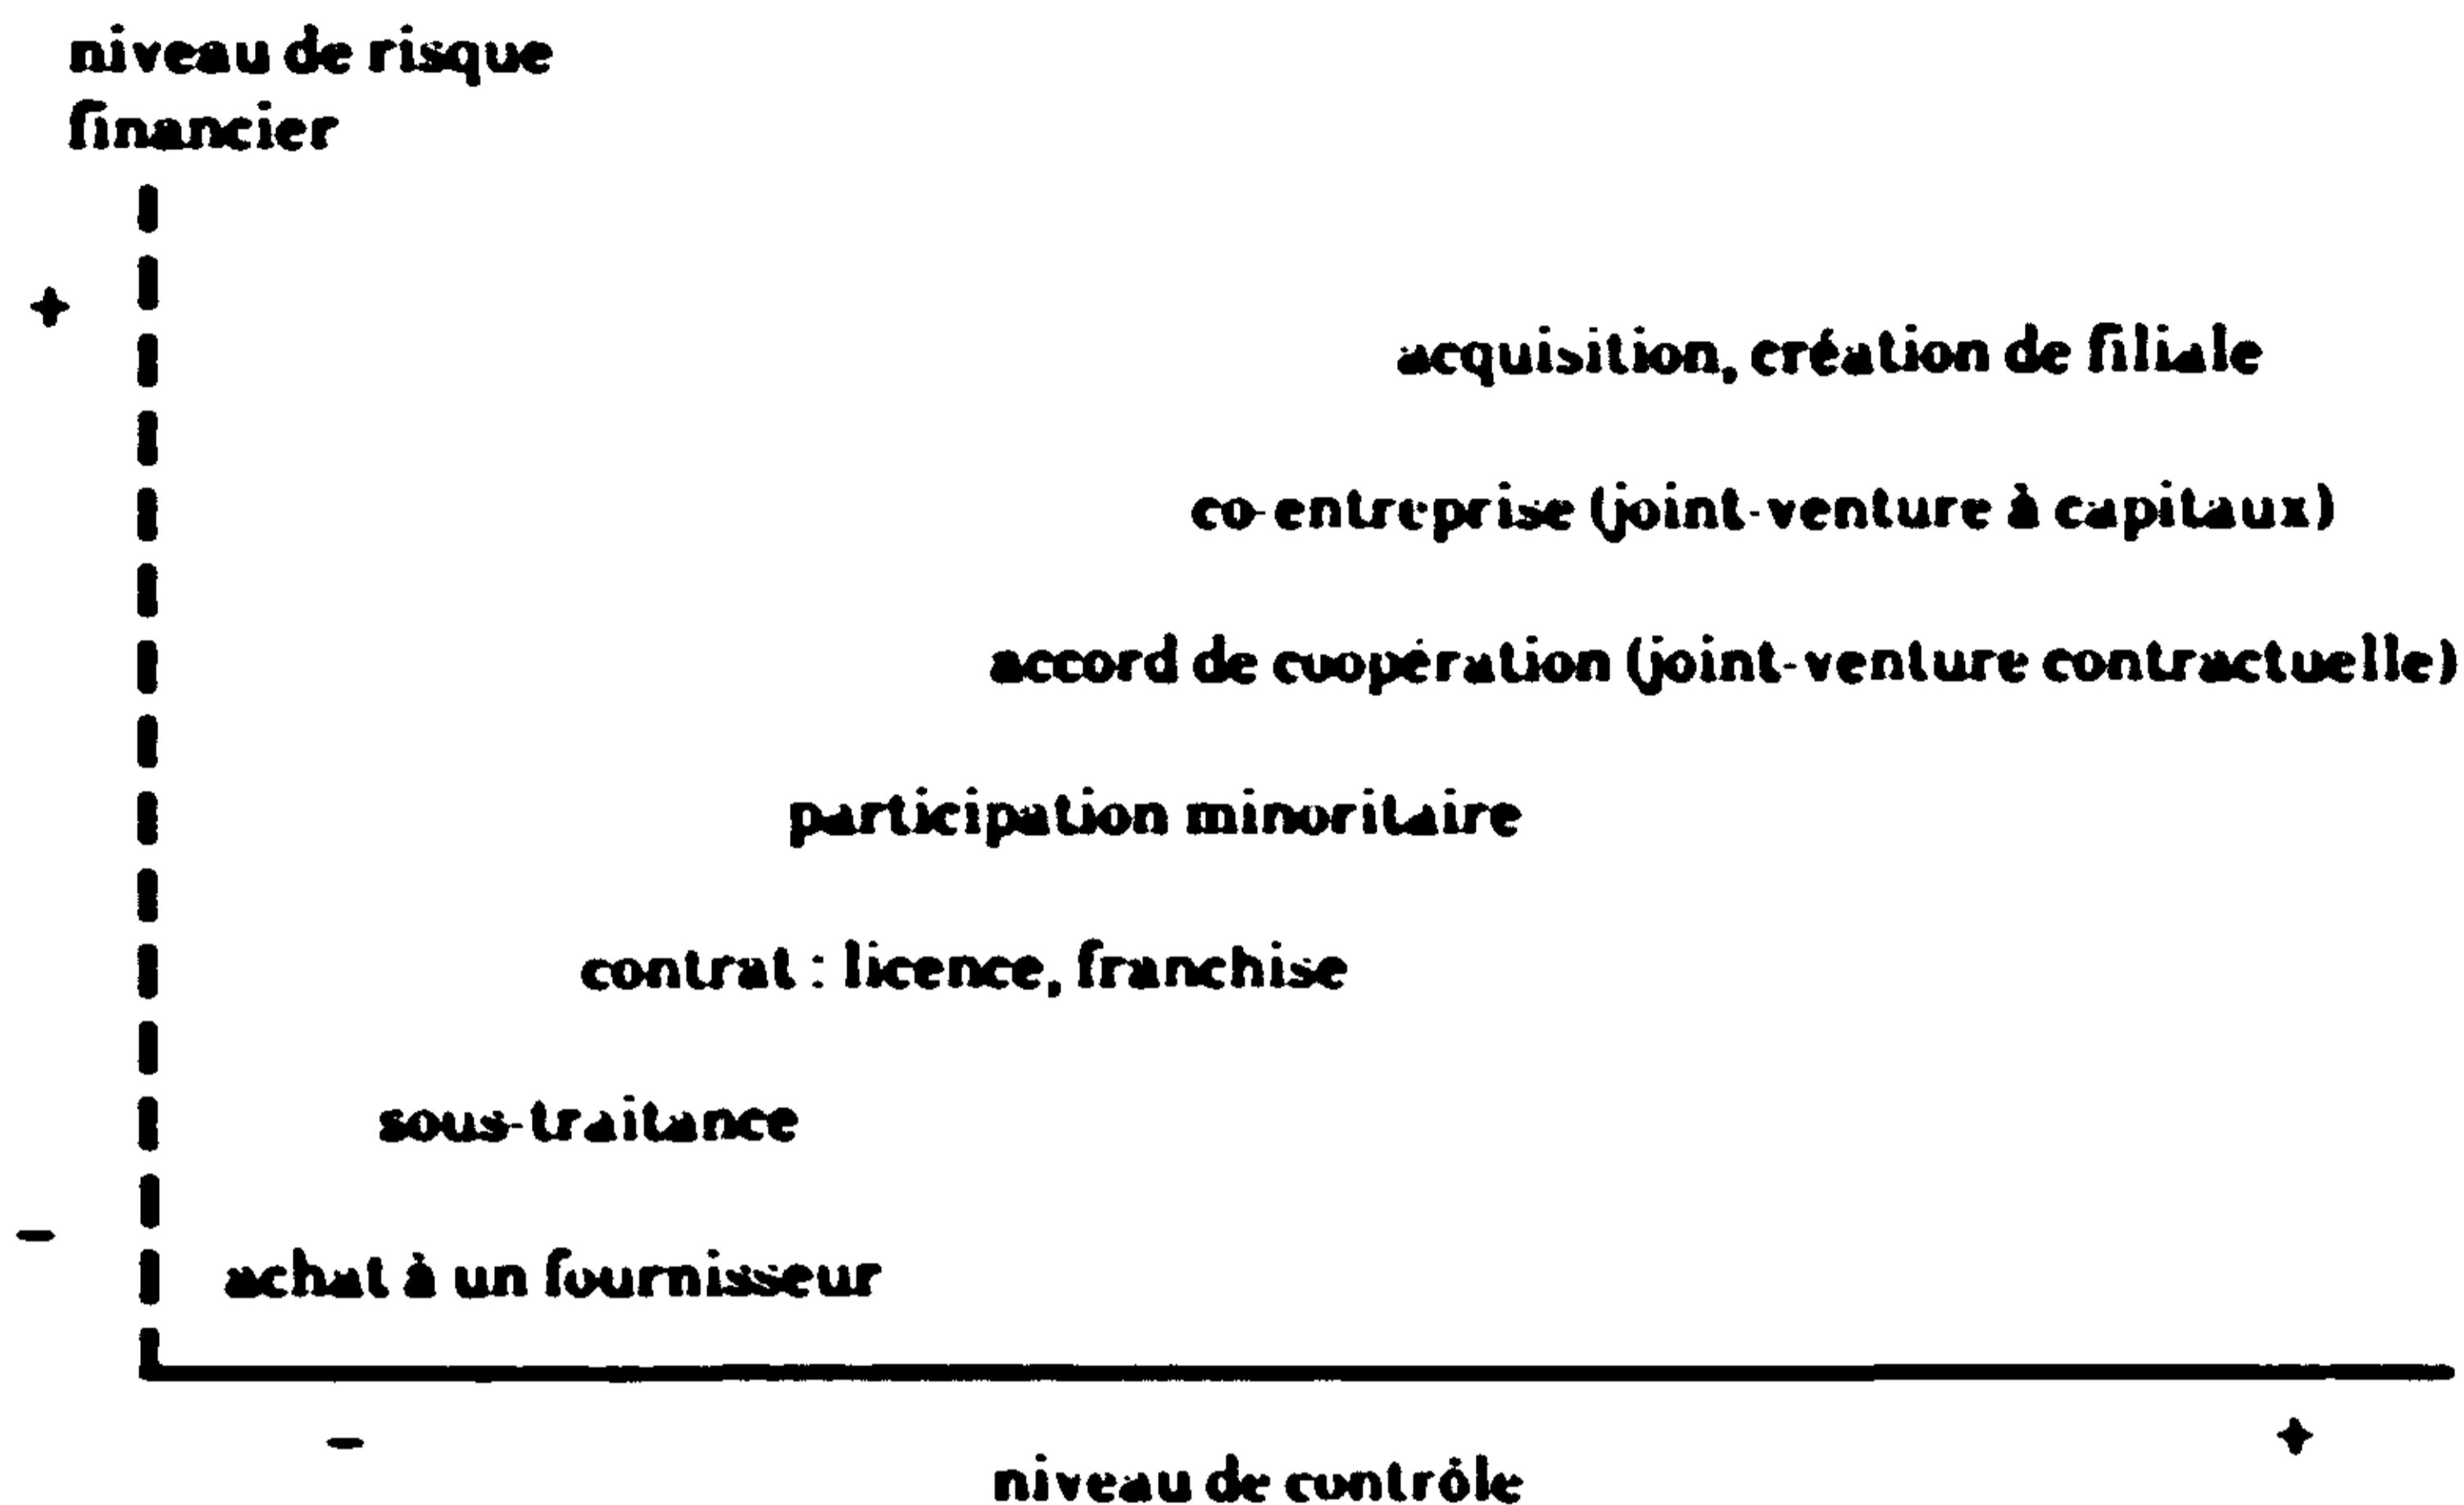 niveau de risque
financier
+
acquisition, création de filiale
co-entreprise (joint-venture à capitaux)
accord de coopération (joint-venture contractuelle)
participation minoritaire
contrat : licence, franchise
sous-traitance
-
achat à un fournisseur
- +
niveau de contrôle